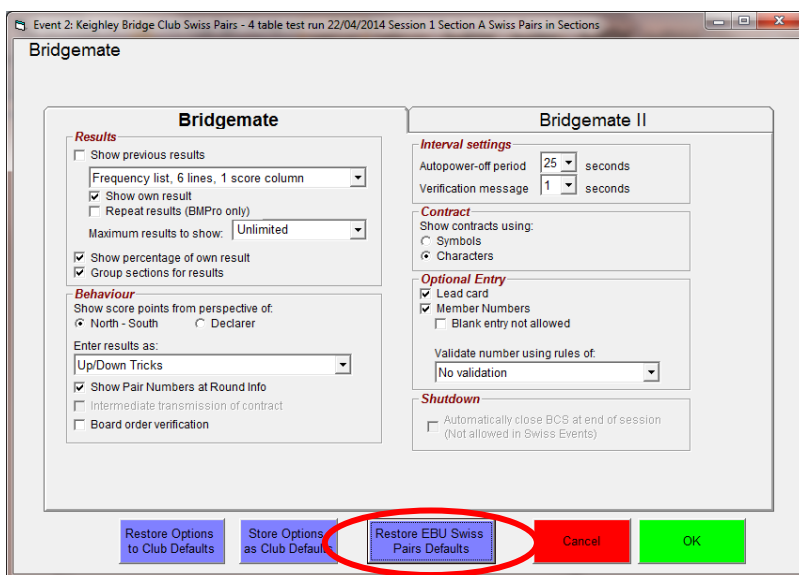 Event 2: Keighley Bridge Club Swiss Pairs - 4 table test run 22/04/2014 Session 1 Section A Swiss Pairs in Sections
Bridgemate
Bridgemate
Bridgemate II
Results
Show previous results
Frequency list, 6 lines, 1 score column
Show own result
Repeat results (BMPro only)
Maximum results to show: Unlimited
Show percentage of own result
Group sections for results
Behaviour
Show score points from perspective of:
North - South Declarer
Enter results as:
Up/Down Tricks
Show Pair Numbers at Round Info
Intermediate transmission of contract
Board order verification
Interval settings
Autopower-off period 25 seconds
Verification message 1 seconds
Contract
Show contracts using:
Symbols
Characters
Optional Entry
Lead card
Member Numbers
Blank entry not allowed
Validate number using rules of:
No validation
Shutdown
Automatically close BCS at end of session
(Not allowed in Swiss Events)
Restore Options
to Club Defaults
Store Options
as Club Defaults
Restore EBU Swiss
Pairs Defaults
Cancel
OK